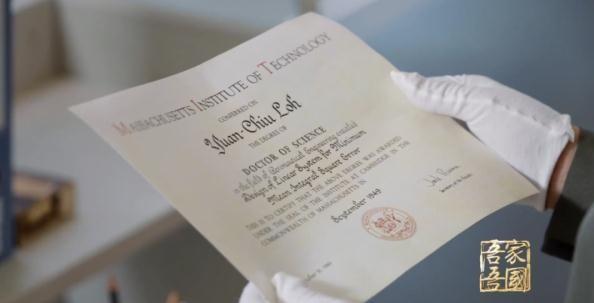 MASSACHUSETTS INSTITUTE OF TECHNOLOGY
CONFERRED ON
Yuan-Chiu Loh
THE DEGREE OF
DOCTOR OF SCIENCE
in the field of Aeronautical Engineering entitled
Design of Linear System for Minimum
Mean Integral Square Error
THIS IS TO CERTIFY THAT THE ABOVE DEGREE WAS AWARDED
UNDER THE SEAL OF THE INSTITUTE AT CAMBRIDGE IN THE
COMMONWEALTH OF MASSACHUSETTS IN
September 1949
家國
吾吾